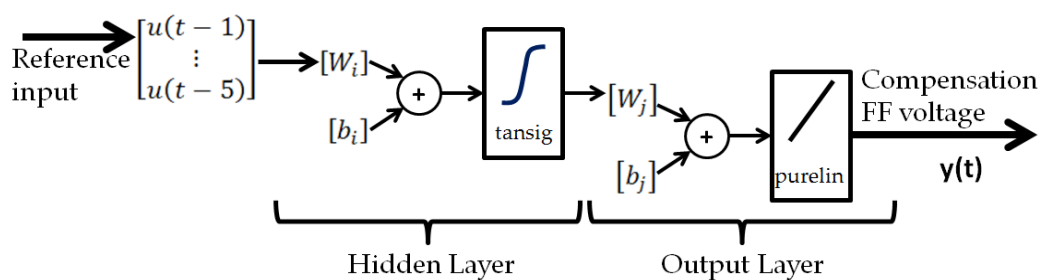 Reference
input
[u(t − 1)
⋮
u(t − 5)]
[W_i]
+
[b_i]
tansig
[W_j]
+
[b_j]
purelin
Compensation
FF voltage
y(t)
Hidden Layer
Output Layer